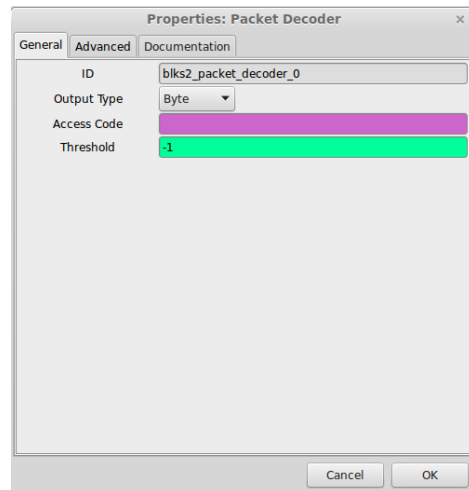 Properties: Packet Decoder ×
General Advanced Documentation
ID blks2_packet_decoder_0
Output Type Byte
Access Code
Threshold -1
Cancel OK